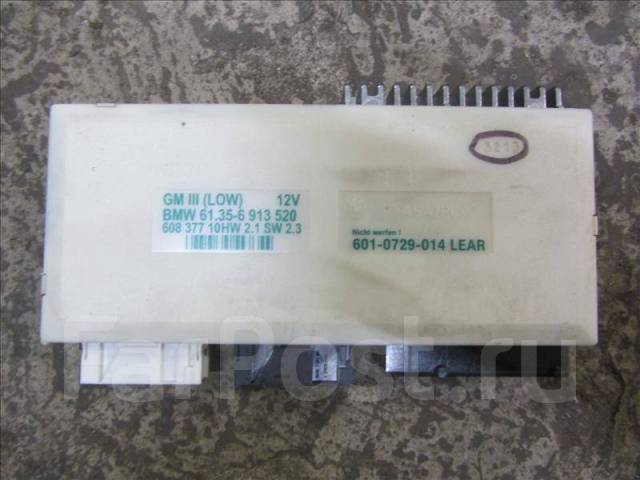 3213
GM III (LOW) 12V
BMW 61.35-6 913 520
608 377 10HW 2.1 SW 2.3
Nicht werfen !
601-0729-014 LEAR
FarPost.ru